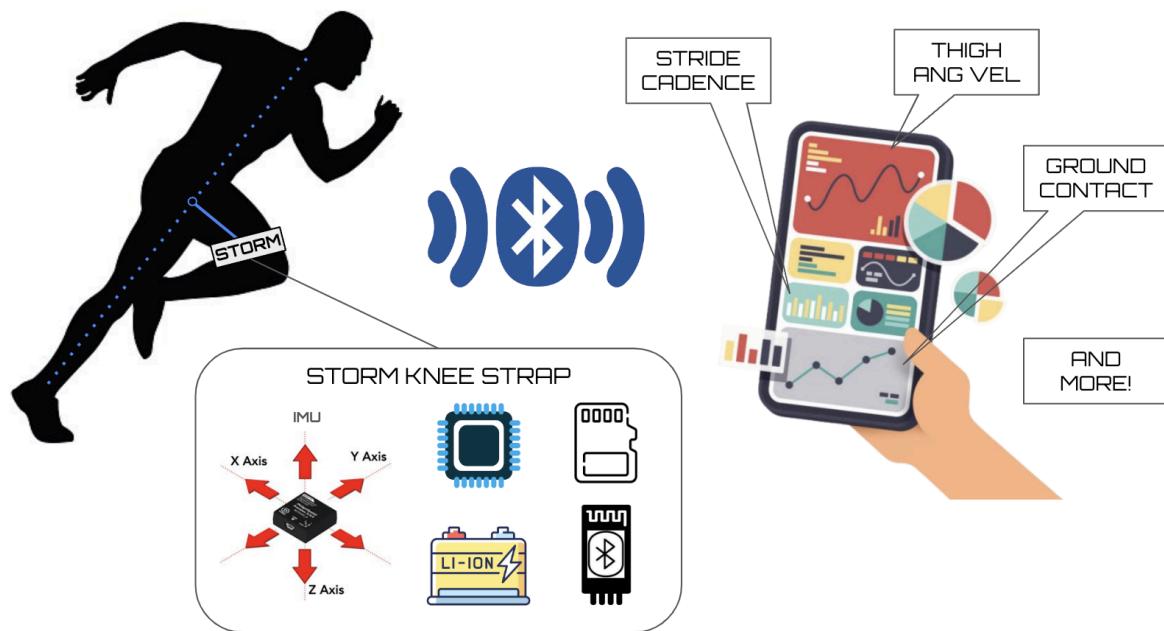 STRIDE
CADENCE
THIGH
ANG VEL
GROUND
CONTACT
AND
MORE!
STORM
STORM KNEE STRAP
IMU
X Axis
Y Axis
Z Axis
LI-ION